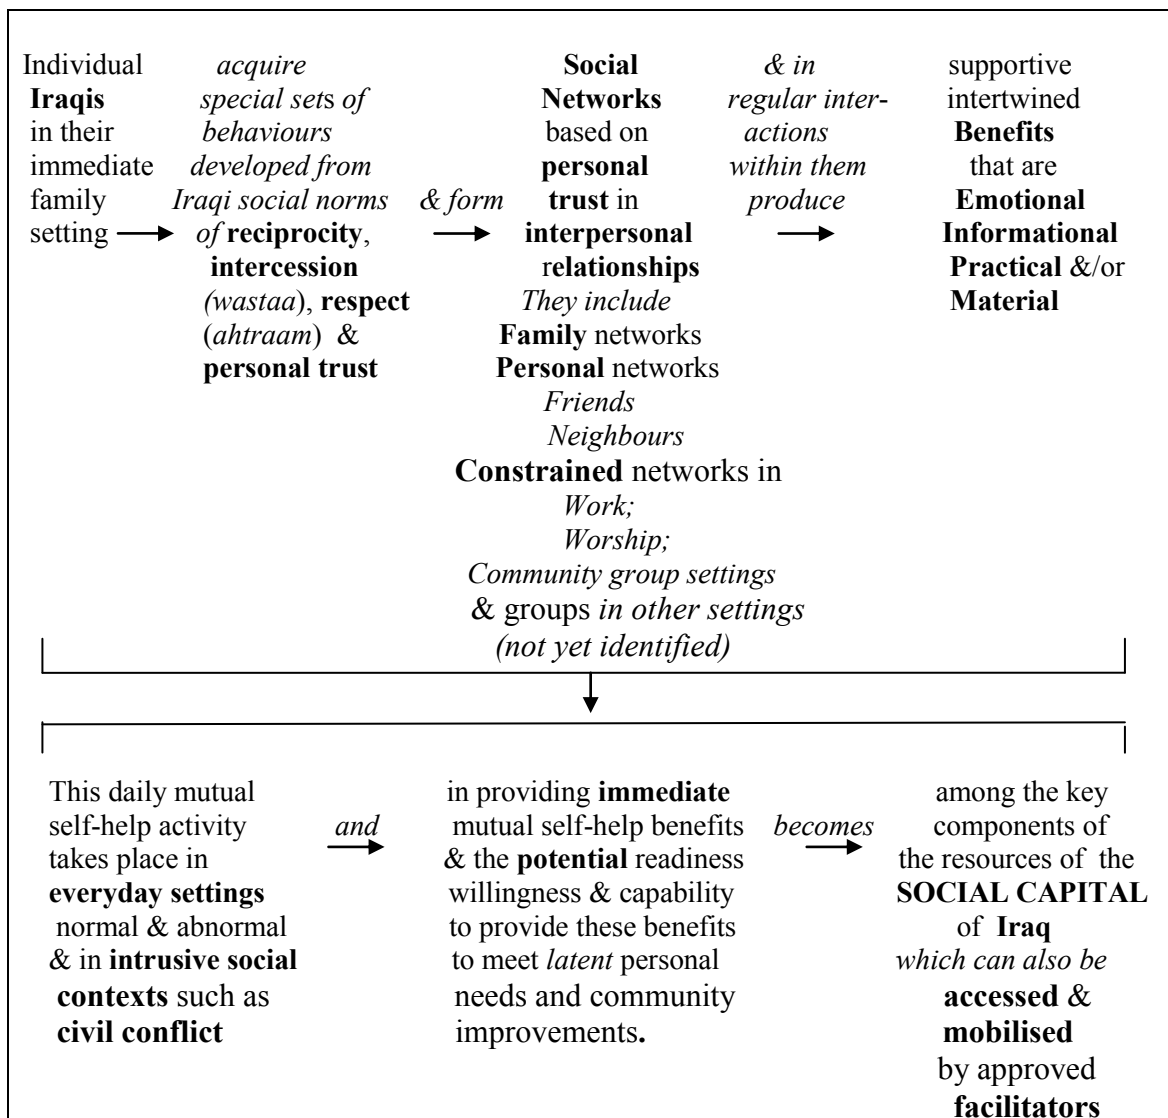 Individual
Iraqis
in their
immediate
family
setting
acquire
special sets of
behaviours
developed from
Iraqi social norms
of reciprocity,
intercession
(wastaa), respect
(ahtraam) &
personal trust
& form
Social
Networks
based on
personal
trust in
interpersonal
relationships
They include
Family networks
Personal networks
Friends
Neighbours
Constrained networks in
Work;
Worship;
Community group settings
& groups in other settings
(not yet identified)
& in
regular inter-
actions
within them
produce
supportive
intertwined
Benefits
that are
Emotional
Informational
Practical &/or
Material
This daily mutual
self-help activity
takes place in
everyday settings
normal & abnormal
& in intrusive social
contexts such as
civil conflict
and
in providing immediate
mutual self-help benefits
& the potential readiness
willingness & capability
to provide these benefits
to meet latent personal
needs and community
improvements.
becomes
among the key
components of
the resources of the
SOCIAL CAPITAL
of Iraq
which can also be
accessed &
mobilised
by approved
facilitators